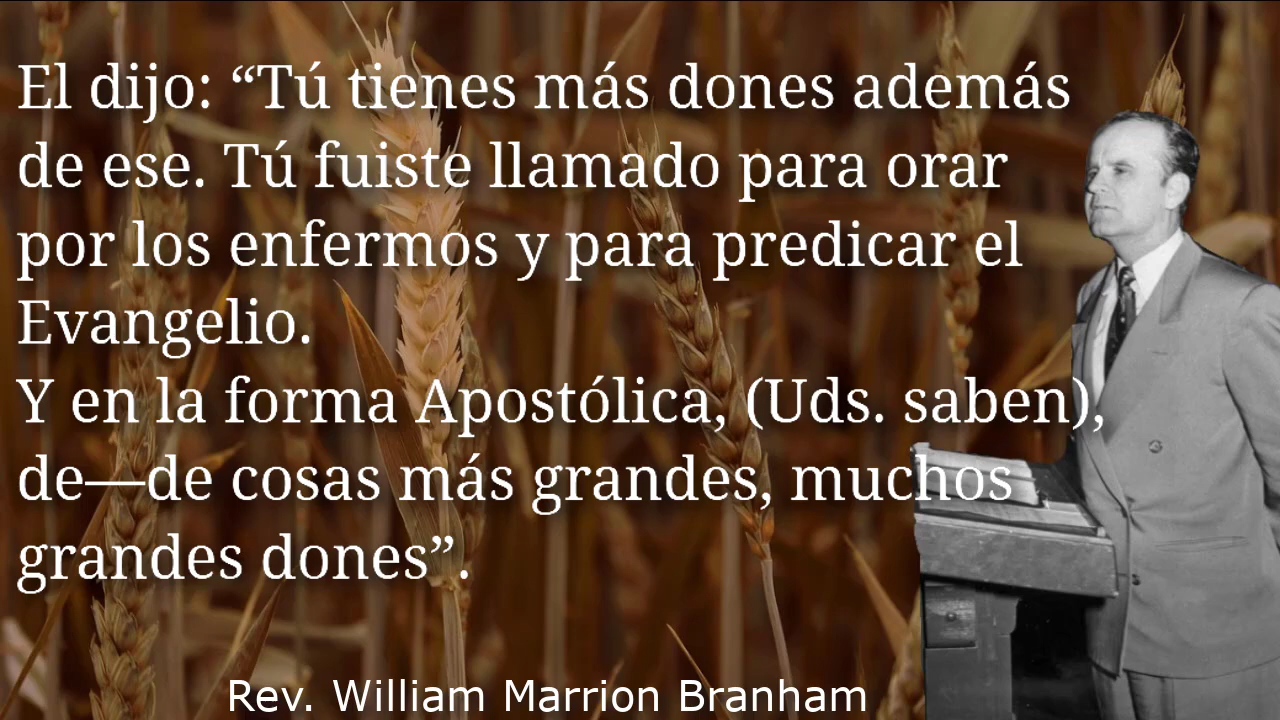 El dijo: “Tú tienes más dones además
de ese. Tú fuiste llamado para orar
por los enfermos y para predicar el
Evangelio.
Y en la forma Apostólica, (Uds. saben),
de—de cosas más grandes, muchos
grandes dones”.
Rev. William Marrion Branham